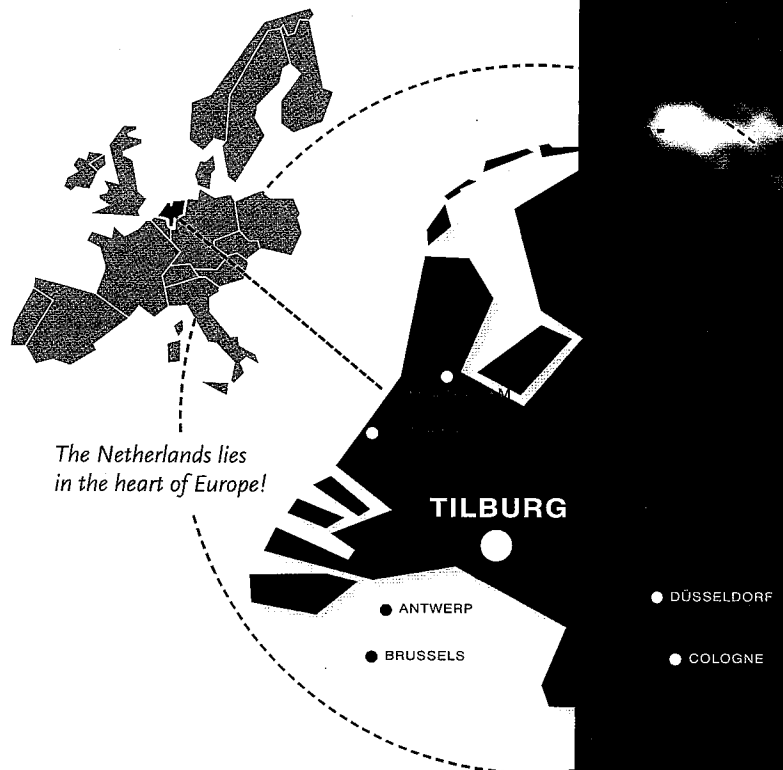 The Netherlands lies
in the heart of Europe!
TILBURG
ANTWERP
DÜSSELDORF
BRUSSELS
COLOGNE